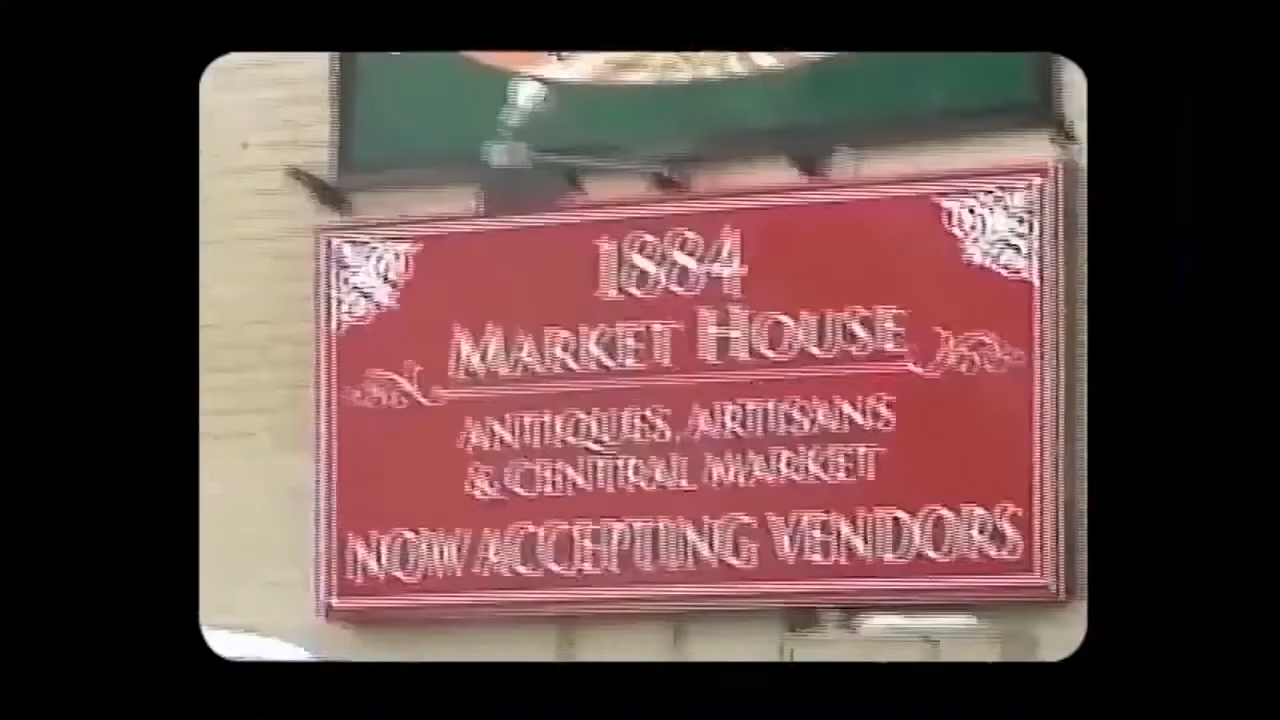 1884
MARKET HOUSE
ANTIQUES, ARTISANS
& CENTRAL MARKET
NOW ACCEPTING VENDORS